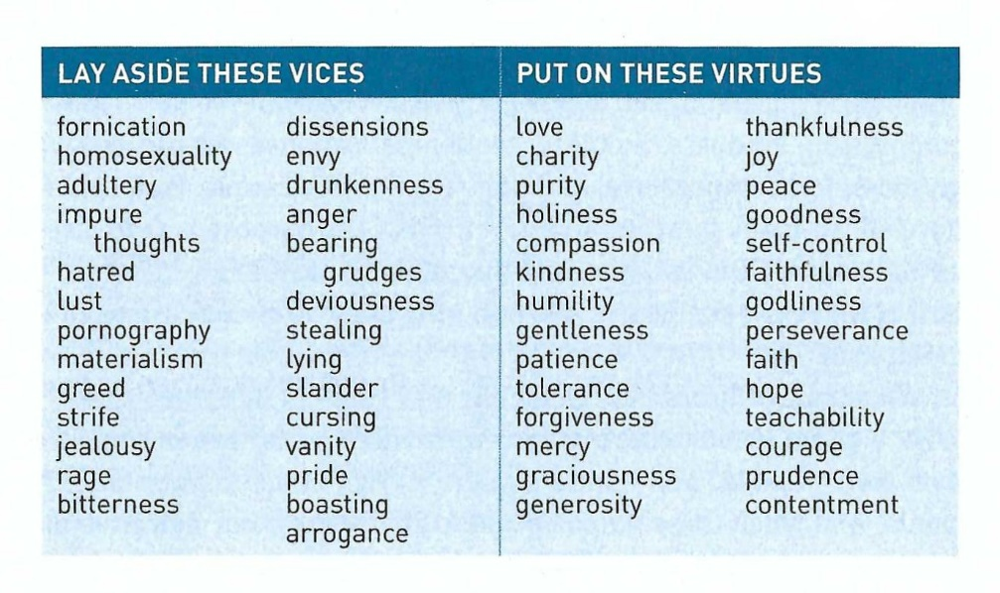 LAY ASIDE THESE VICES
fornication
homosexuality
adultery
impure
thoughts
hatred
lust
pornography
materialism
greed
strife
jealousy
rage
bitterness
dissensions
envy
drunkenness
anger
bearing
grudges
deviousness
stealing
lying
slander
cursing
vanity
pride
boasting
arrogance
PUT ON THESE VIRTUES
love
charity
purity
holiness
compassion
kindness
humility
gentleness
patience
tolerance
forgiveness
mercy
graciousness
generosity
thankfulness
joy
peace
goodness
self-control
faithfulness
godliness
perseverance
faith
hope
teachability
courage
prudence
contentment